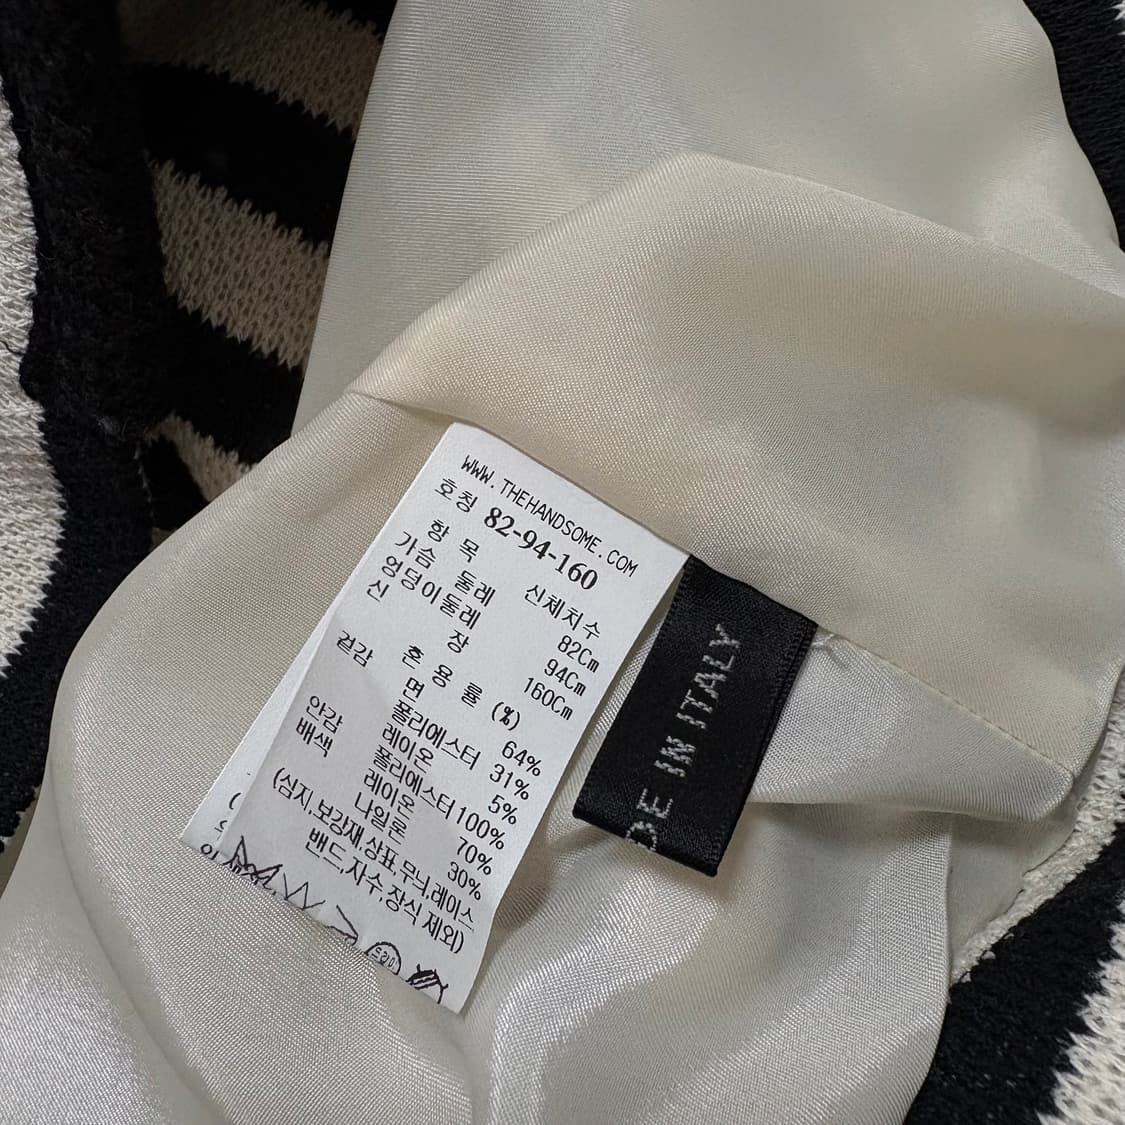 WWW.THEHANDSOME.COM
호칭 82-94-160
항 목 신체치수
가슴 둘레 82Cm
엉덩이둘레 94Cm
신 장 160Cm
혼 용 률 (%)
겉감 면 64%
폴리에스터 31%
레이온 5%
안감 폴리에스터 100%
배색 레이온 70%
나일론 30%
(심지,보강재,상표,무늬,레이스
밴드,자수,장식 제외)
드라이
DE IN ITALY